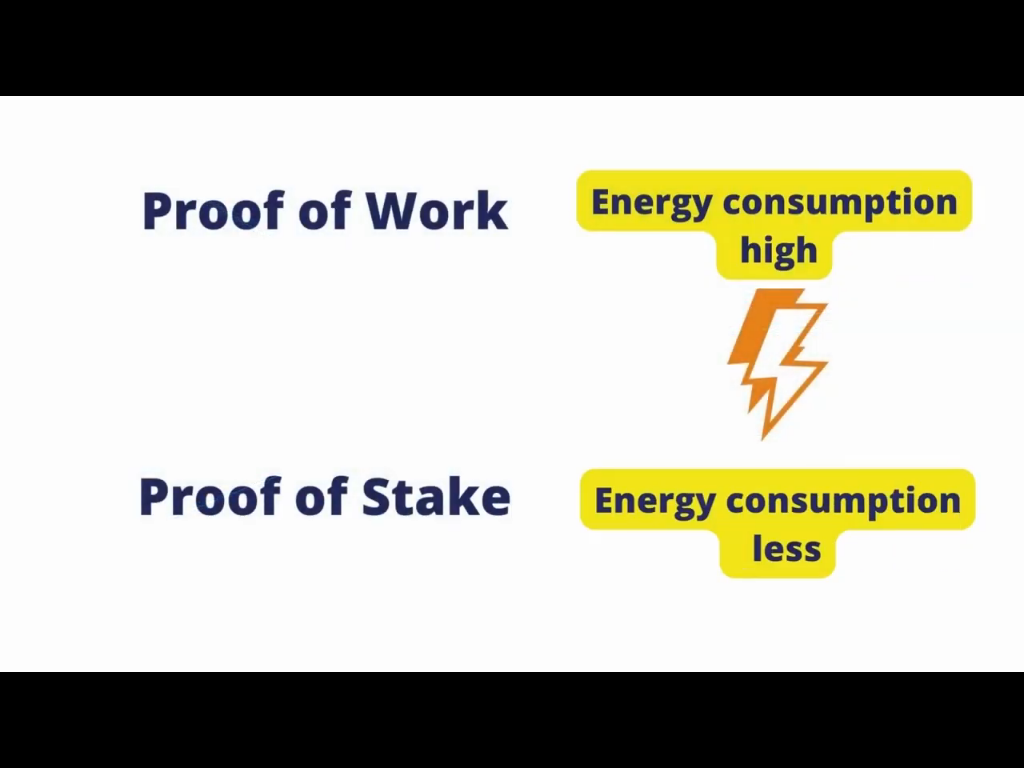 Proof of Work
Energy consumption
high
Proof of Stake
Energy consumption
less